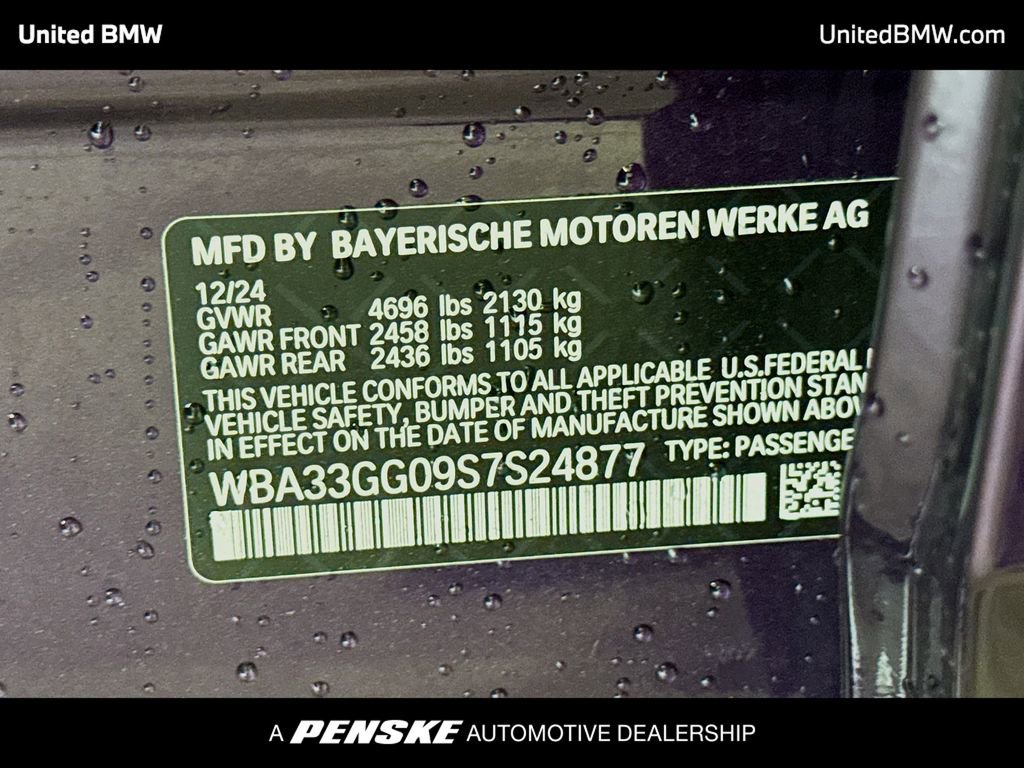 United BMW
UnitedBMW.com
MFD BY BAYERISCHE MOTOREN WERKE AG
12/24
GVWR 4696 lbs 2130 kg
GAWR FRONT 2458 lbs 1115 kg
GAWR REAR 2436 lbs 1105 kg
THIS VEHICLE CONFORMS TO ALL APPLICABLE U.S.FEDERAL
VEHICLE SAFETY, BUMPER AND THEFT PREVENTION STAN
IN EFFECT ON THE DATE OF MANUFACTURE SHOWN ABOV
WBA33GG09S7S24877 TYPE: PASSENGE
A PENSKE AUTOMOTIVE DEALERSHIP